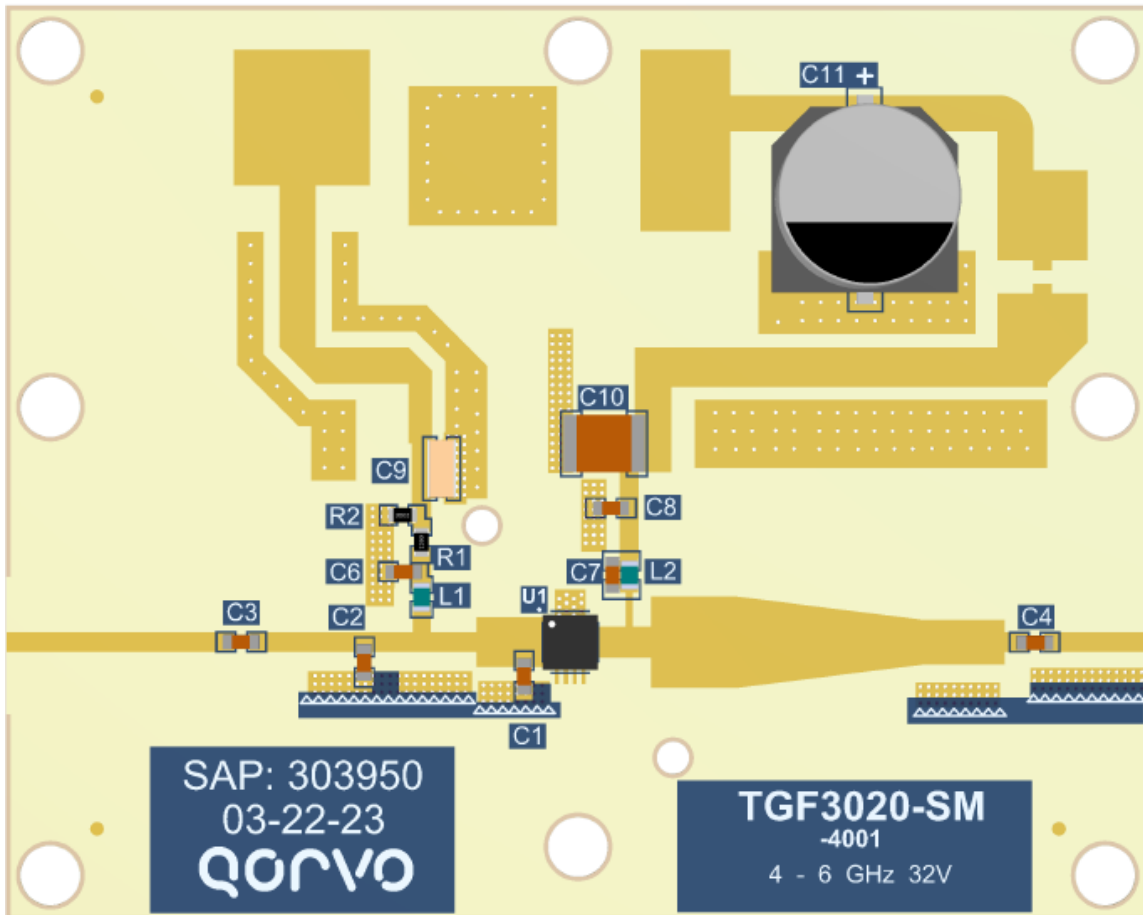 C11 +
C10
C9
C8
R2
R1
C6
C7
L2
L1
U1
C3
C2
C4
C1
SAP: 303950
03-22-23
QORVO
TGF3020-SM
-4001
4 - 6 GHz 32V